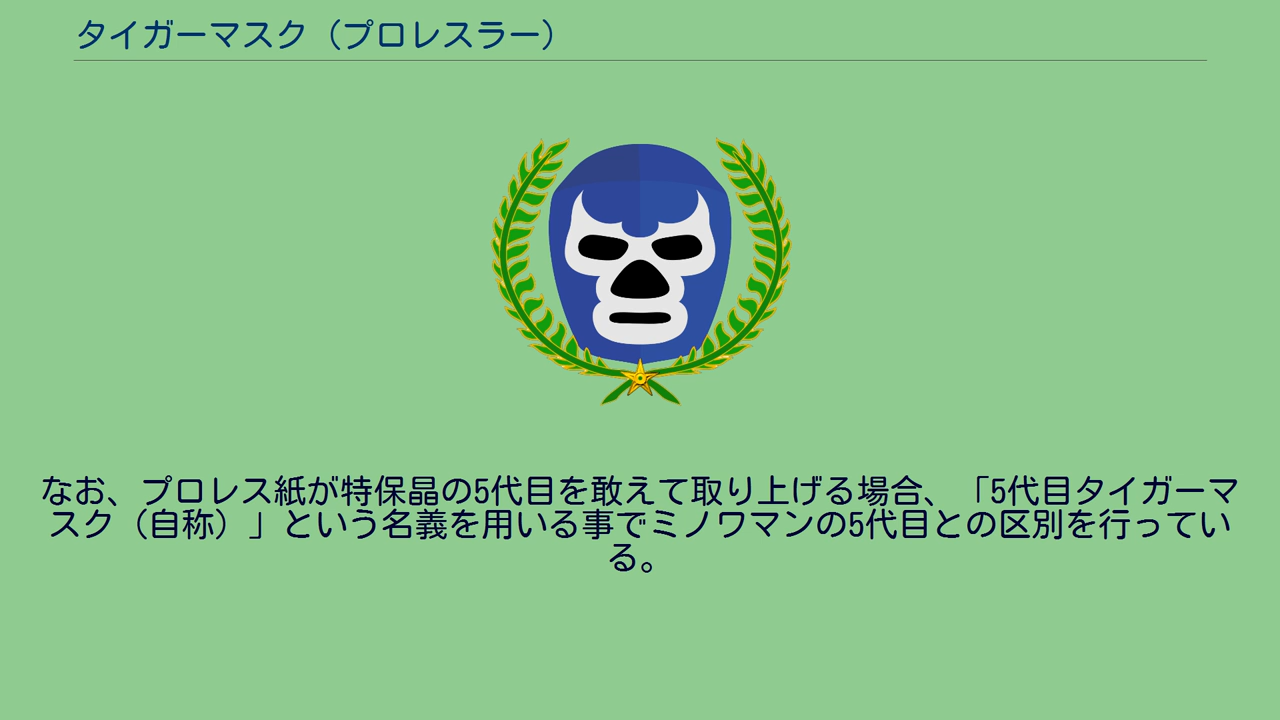 タイガーマスク（プロレスラー）
なお、プロレス紙が特保晶の5代目を敢えて取り上げる場合、「5代目タイガーマ
スク（自称）」という名義を用いる事でミノワマンの5代目との区別を行ってい
る。